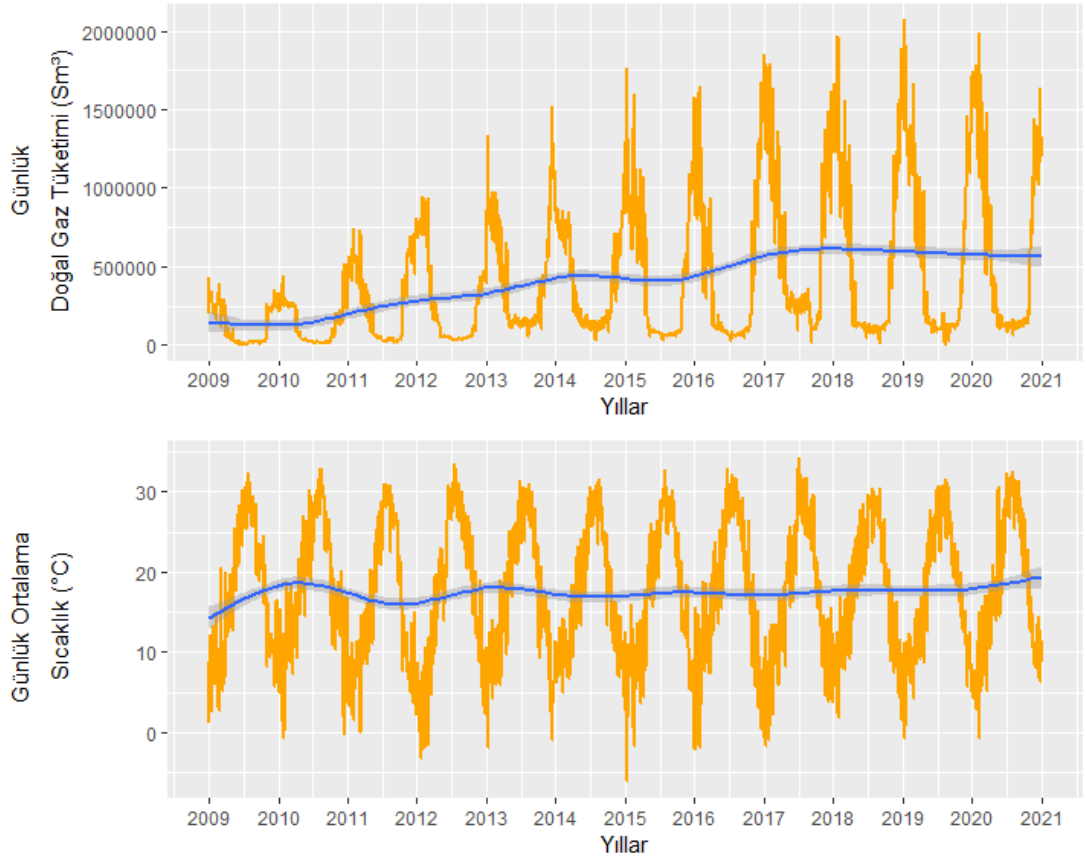 Günlük
Doğal Gaz Tüketimi (Sm³)
2000000
1500000
1000000
500000
0
2009 2010 2011 2012 2013 2014 2015 2016 2017 2018 2019 2020 2021
Yıllar
Günlük Ortalama
Sıcaklık (°C)
30
20
10
0
2009 2010 2011 2012 2013 2014 2015 2016 2017 2018 2019 2020 2021
Yıllar